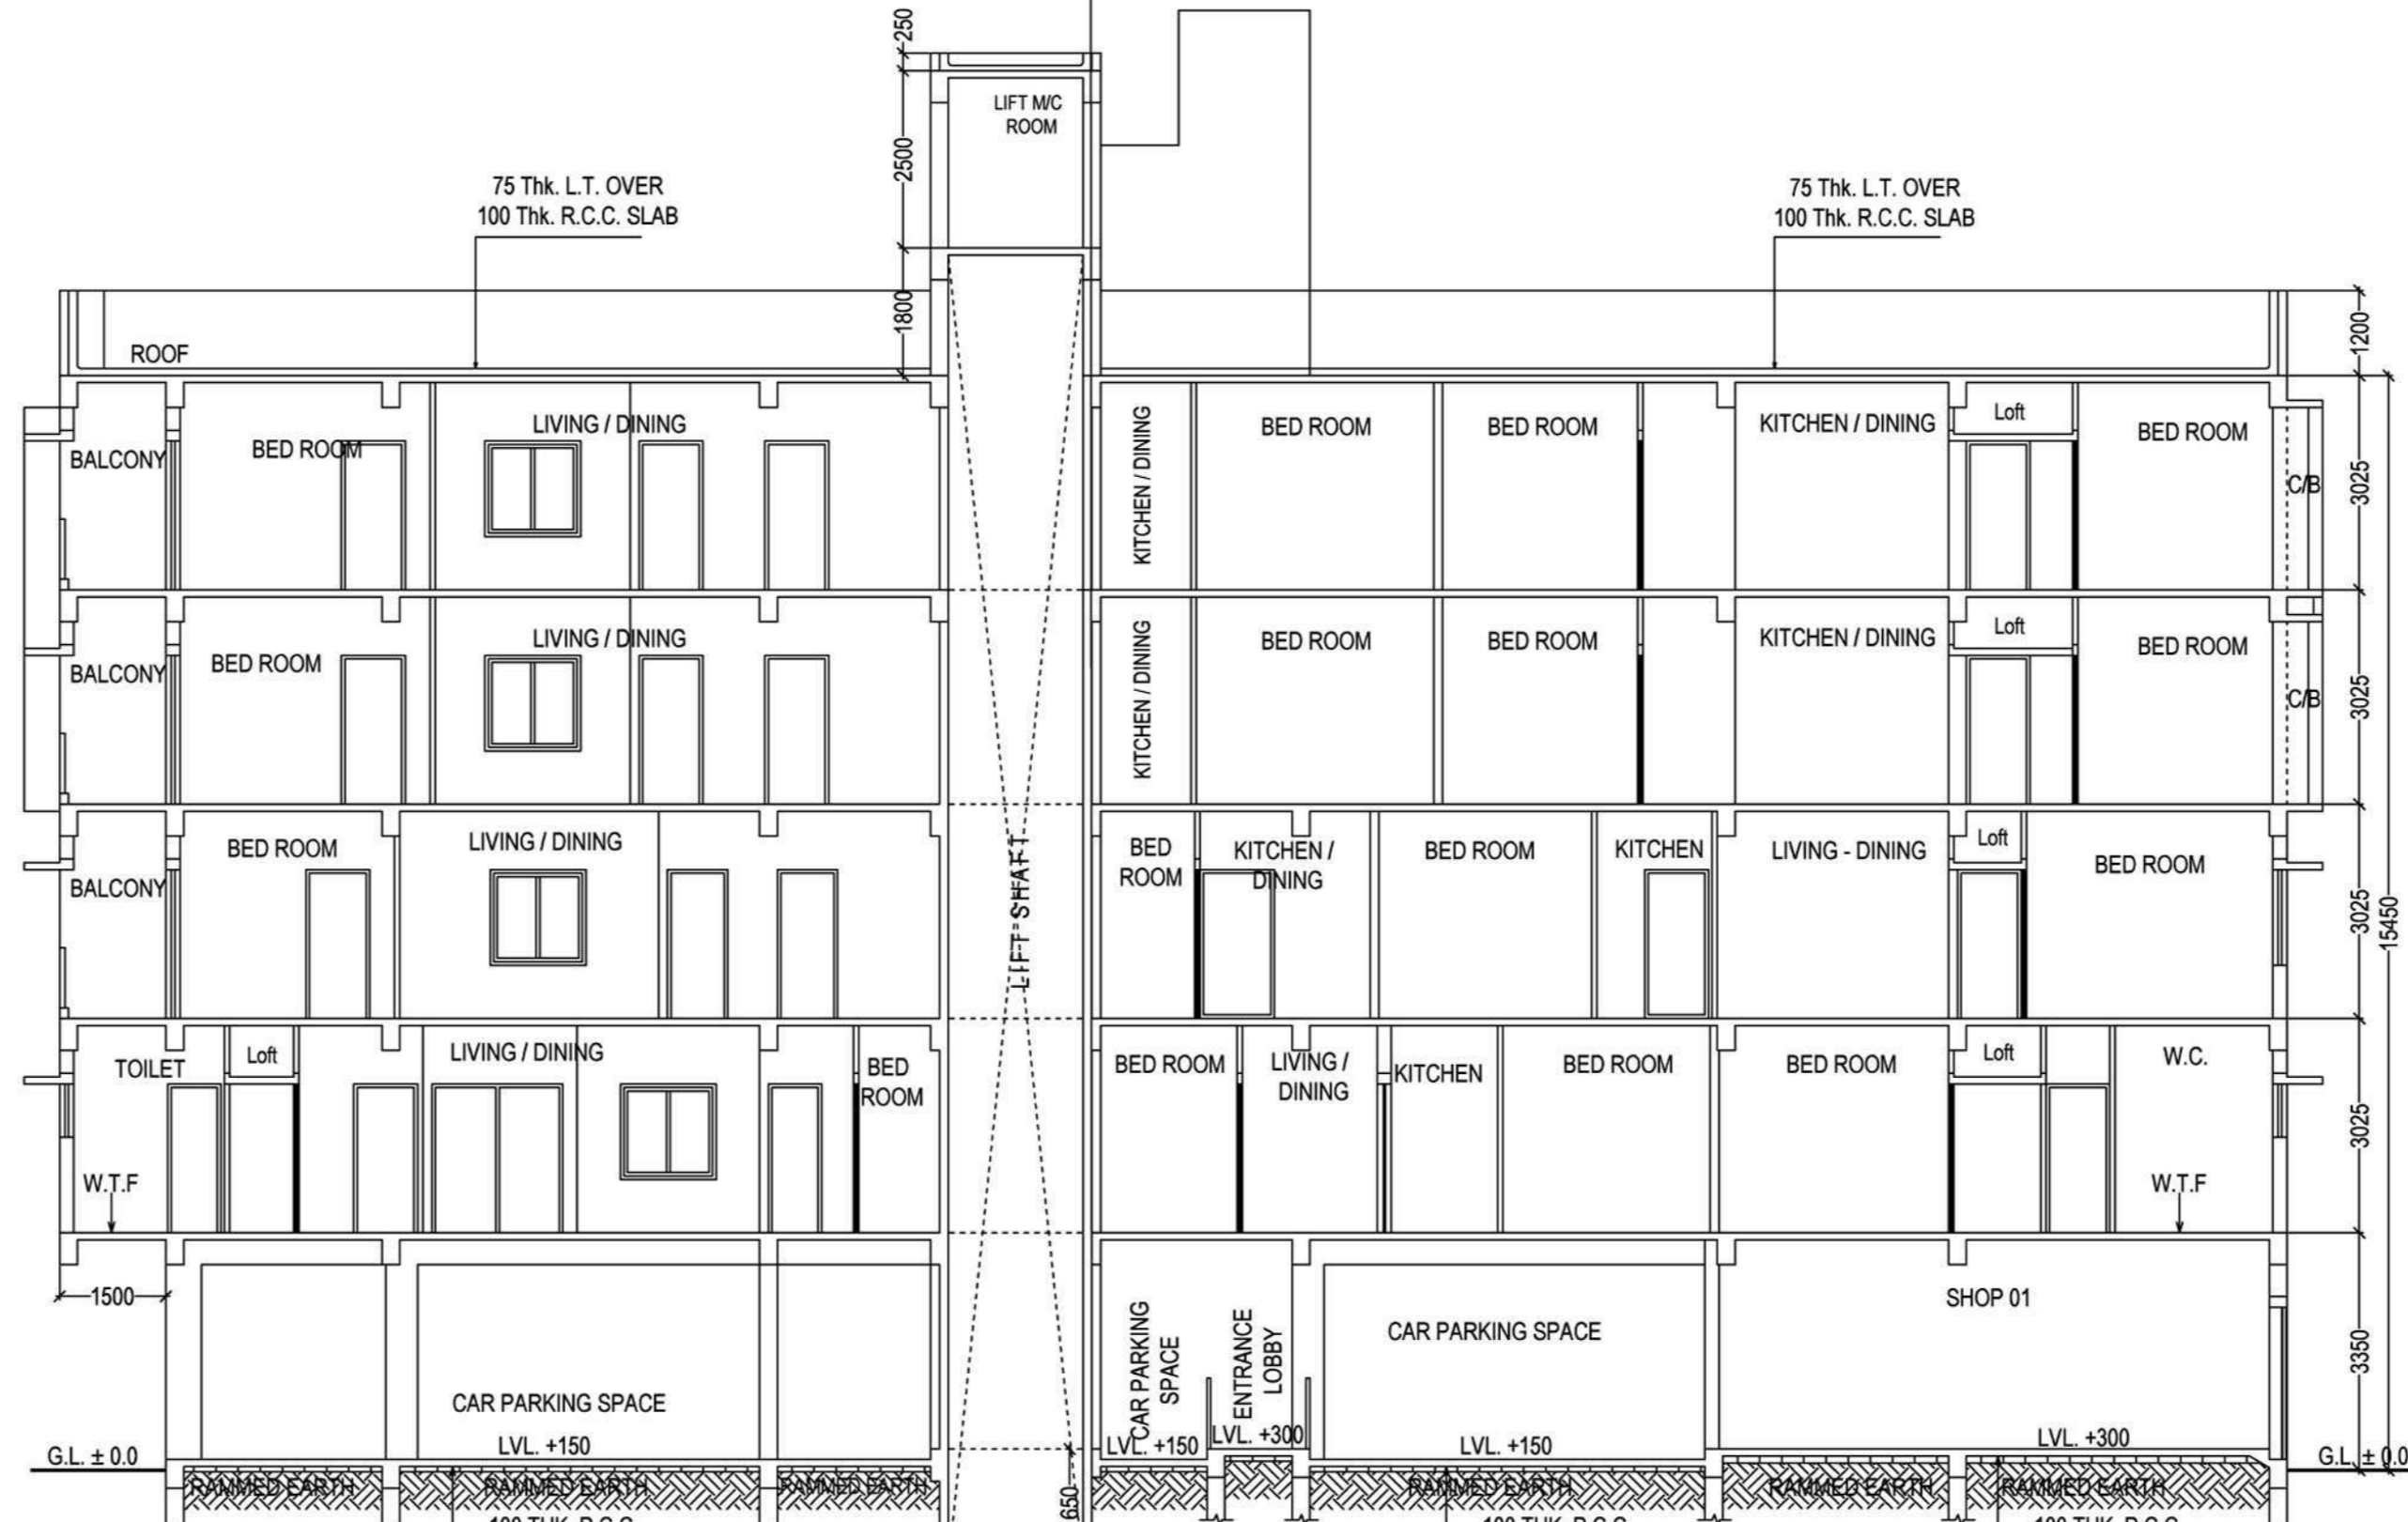 250
LIFT M/C
ROOM
2500
75 Thk. L.T. OVER
100 Thk. R.C.C. SLAB
75 Thk. L.T. OVER
100 Thk. R.C.C. SLAB
1800
1200
ROOF
BALCONY
BED ROOM
LIVING / DINING
KITCHEN / DINING
BED ROOM
BED ROOM
KITCHEN / DINING
Loft
BED ROOM
C/B
3025
BALCONY
BED ROOM
LIVING / DINING
KITCHEN / DINING
BED ROOM
BED ROOM
KITCHEN / DINING
Loft
BED ROOM
C/B
3025
BALCONY
BED ROOM
LIVING / DINING
LIFT SHAFT
BED
ROOM
KITCHEN /
DINING
BED ROOM
KITCHEN
LIVING - DINING
Loft
BED ROOM
3025
15450
TOILET
Loft
LIVING / DINING
BED
ROOM
BED ROOM
LIVING /
DINING
KITCHEN
BED ROOM
BED ROOM
Loft
W.C.
3025
W.T.F
W.T.F
1500
CAR PARKING SPACE
CAR PARKING
SPACE
ENTRANCE
LOBBY
CAR PARKING SPACE
SHOP 01
3350
G.L. ± 0.0
LVL. +150
LVL. +150
LVL. +300
LVL. +150
LVL. +300
G.L. ± 0.0
RAMMED EARTH
RAMMED EARTH
RAMMED EARTH
650
RAMMED EARTH
RAMMED EARTH
RAMMED EARTH
100 THK. R.C.C.
100 THK. R.C.C.
100 THK. R.C.C.